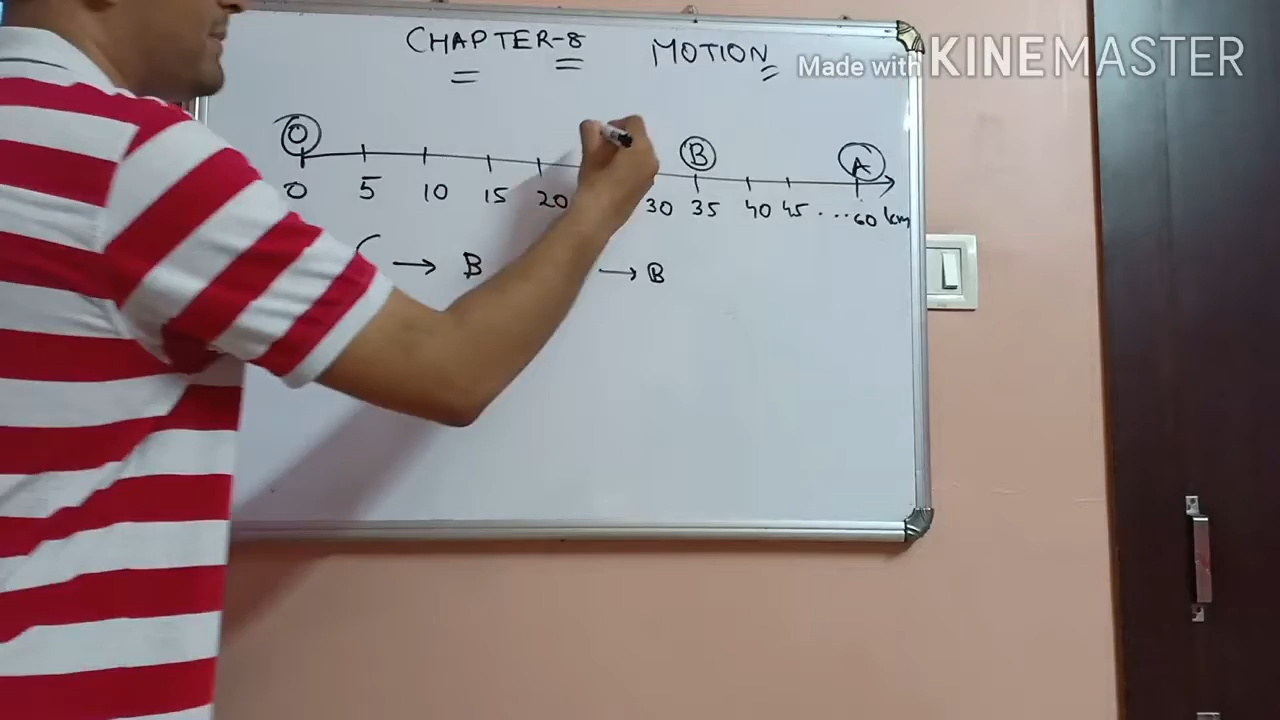 CHAPTER-8 MOTION
Made with KINEMASTER
O B A
0 5 10 15 20 30 35 40 45 ... 60 km
C → B → B